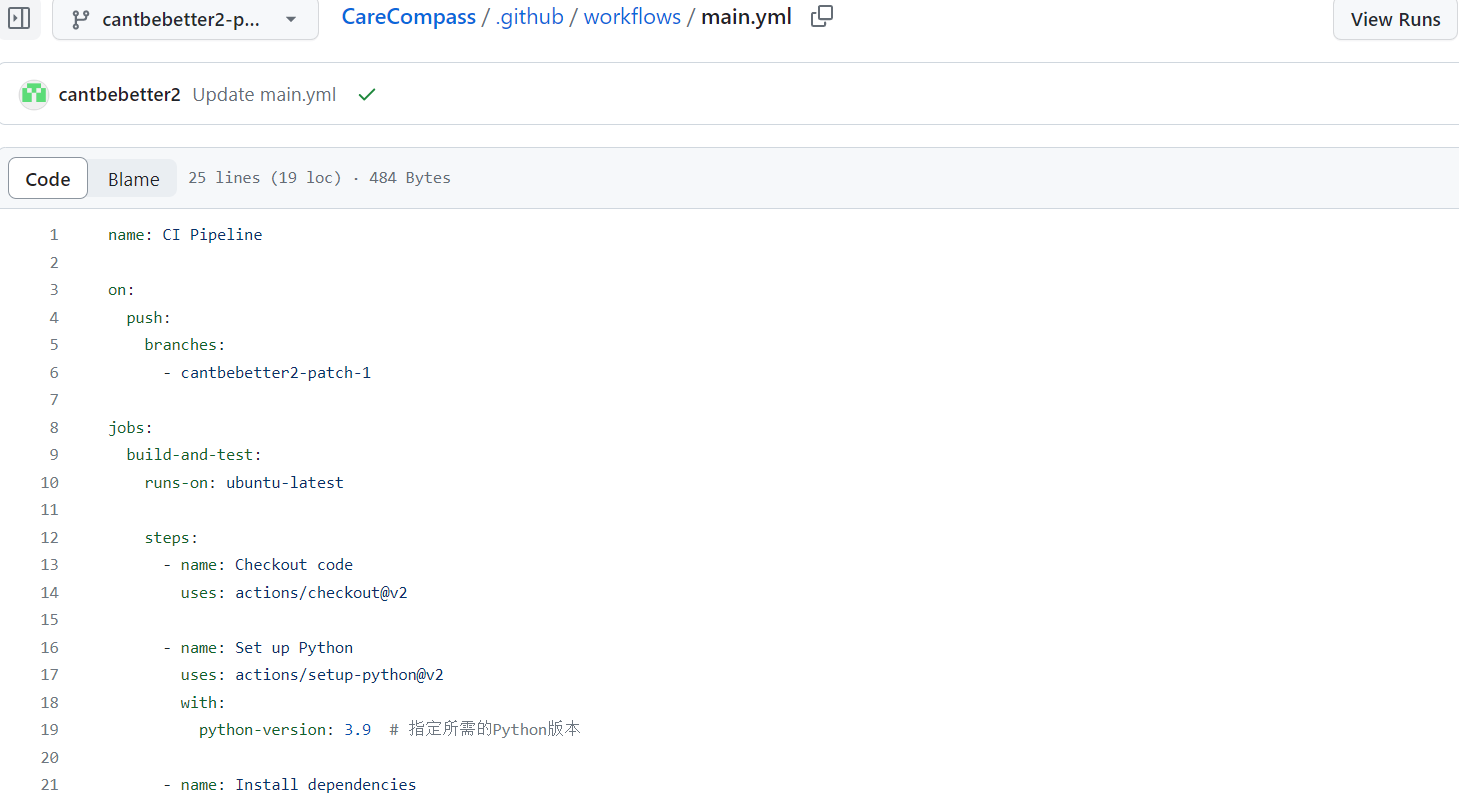 cantbebetter2-p... CareCompass / .github / workflows / main.yml View Runs
cantbebetter2 Update main.yml
Code Blame 25 lines (19 loc) · 484 Bytes
1 name: CI Pipeline
2
3 on:
4 push:
5 branches:
6 - cantbebetter2-patch-1
7
8 jobs:
9 build-and-test:
10 runs-on: ubuntu-latest
11
12 steps:
13 - name: Checkout code
14 uses: actions/checkout@v2
15
16 - name: Set up Python
17 uses: actions/setup-python@v2
18 with:
19 python-version: 3.9 # 指定所需的Python版本
20
21 - name: Install dependencies